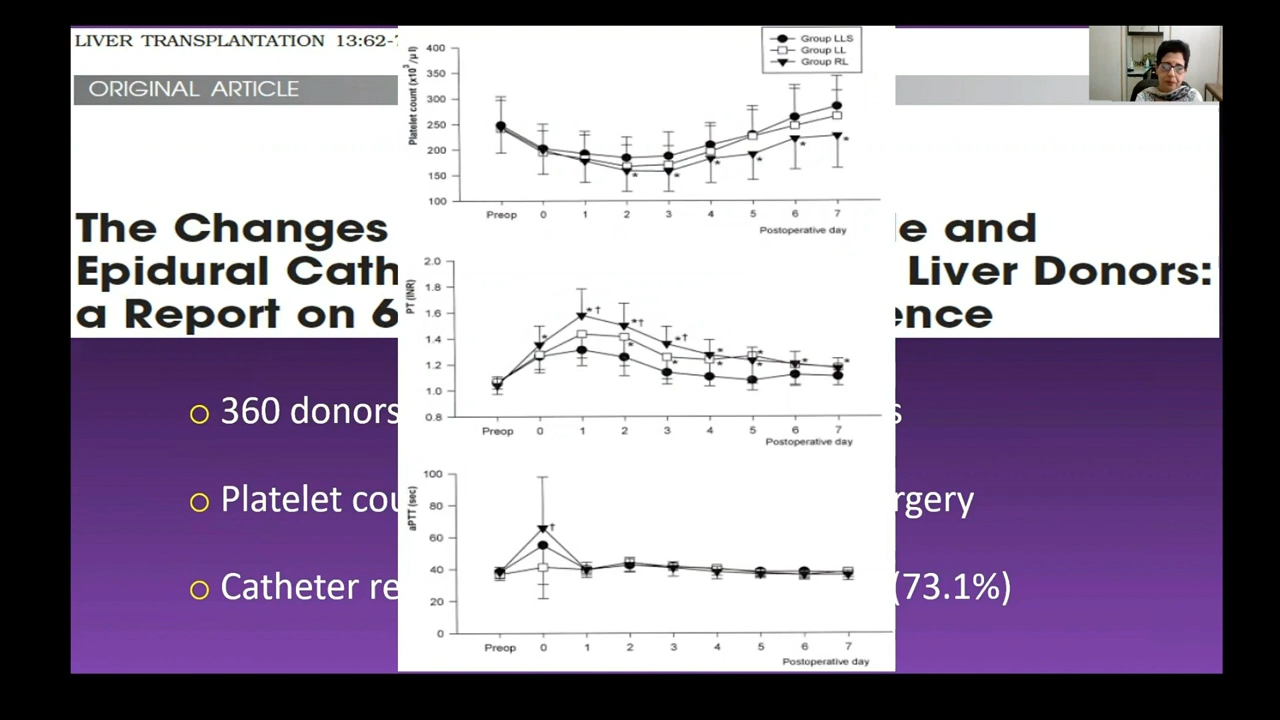 LIVER TRANSPLANTATION 13:62-7
ORIGINAL ARTICLE
The Changes
e and
Epidural Cath
Liver Donors:
a Report on 6
ence
360 donors
s
Platelet cou
rgery
Catheter re
(73.1%)
Group LLS
Group LL
Group RL
Platelet count (x10³/µl)
400
350
300
250
200
150
100
Preop 0 1 2 3 4 5 6 7
Postoperative day
PT (INR)
2.0
1.8
1.6
1.4
1.2
1.0
0.8
Preop 0 1 2 3 4 5 6 7
Postoperative day
aPTT (sec)
100
80
60
40
20
0
Preop 0 1 2 3 4 5 6 7
Postoperative day